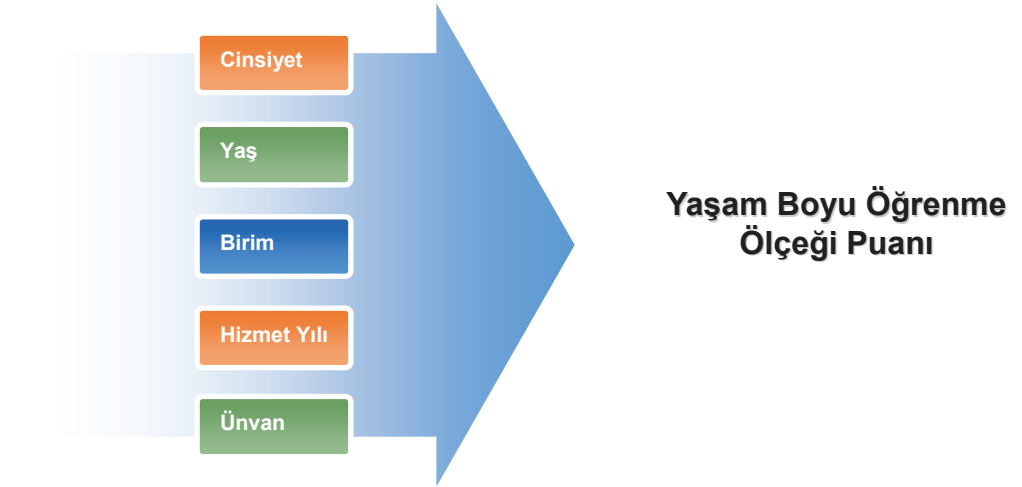 Cinsiyet
Yaş
Birim
Hizmet Yılı
Ünvan
Yaşam Boyu Öğrenme
Ölçeği Puanı